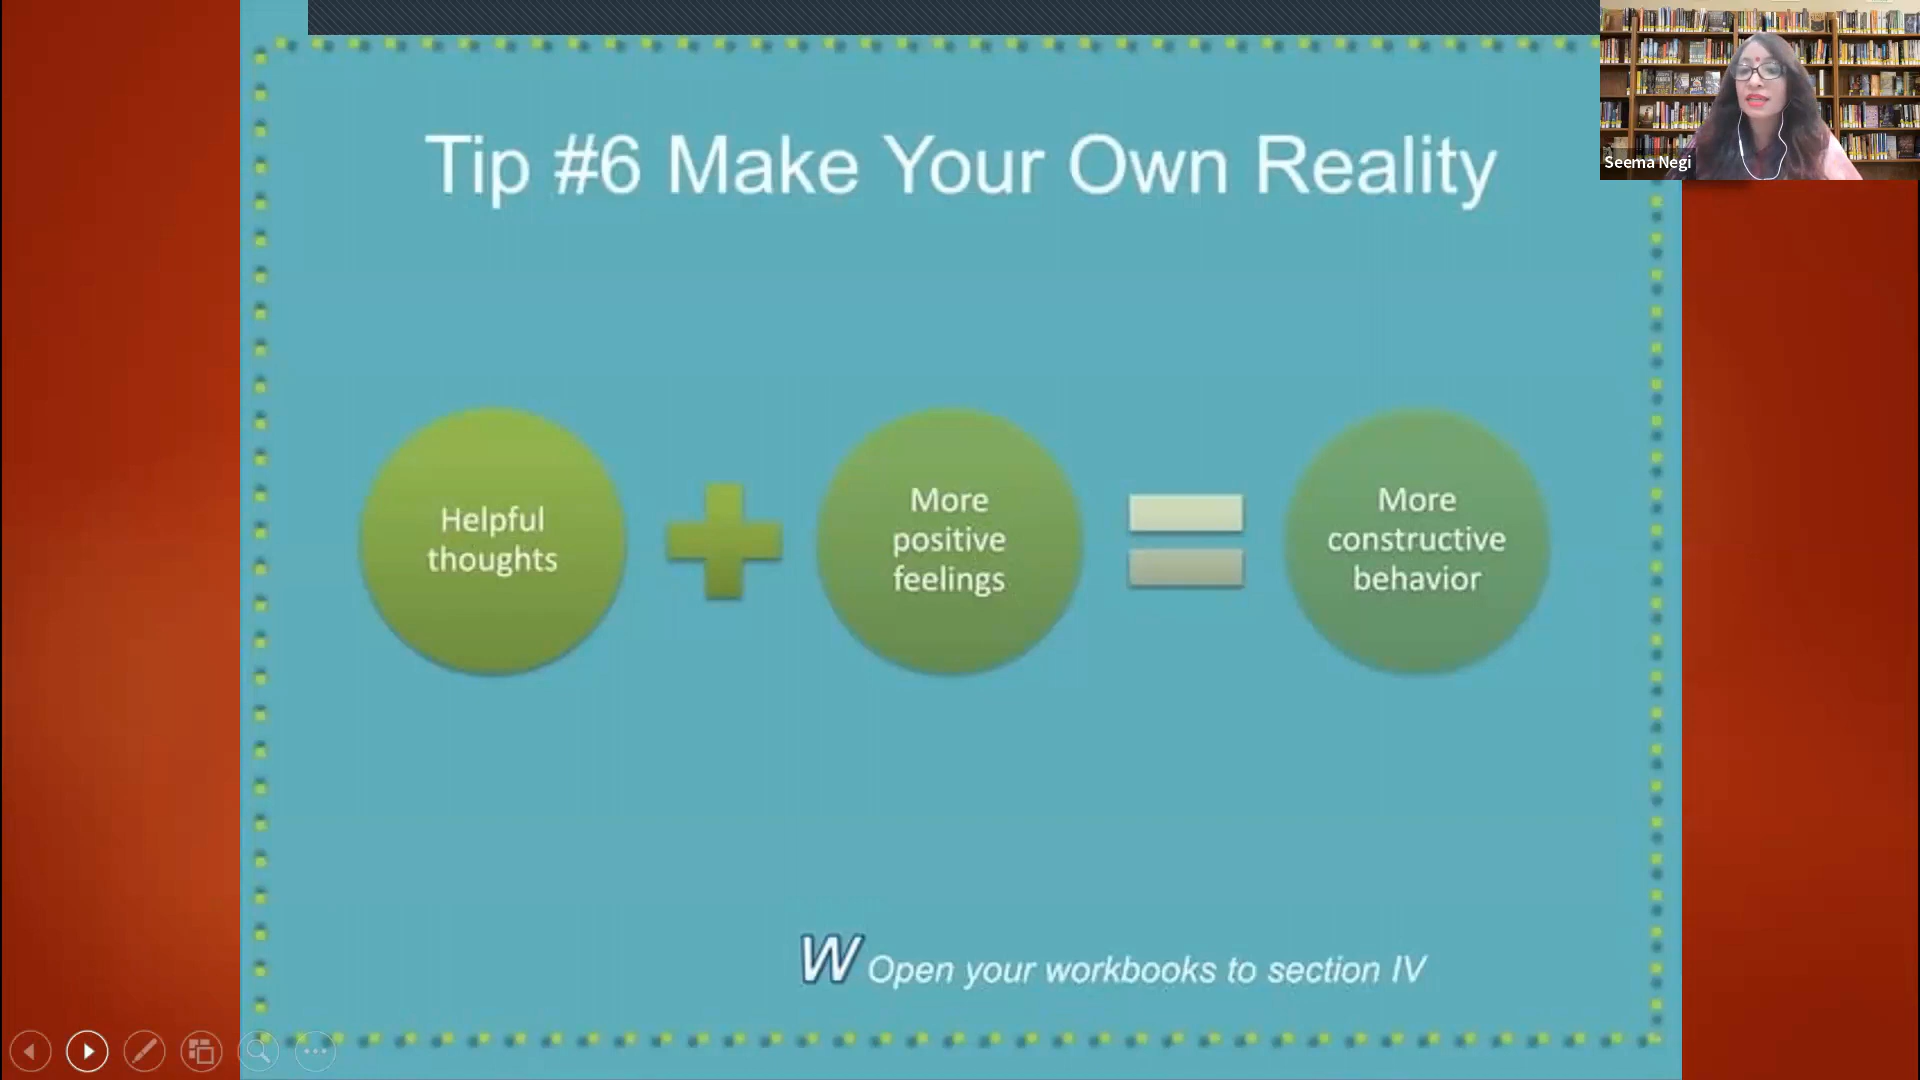 Tip #6 Make Your Own Reality
Seema Negi
Helpful
thoughts
More
positive
feelings
More
constructive
behavior
W Open your workbooks to section IV